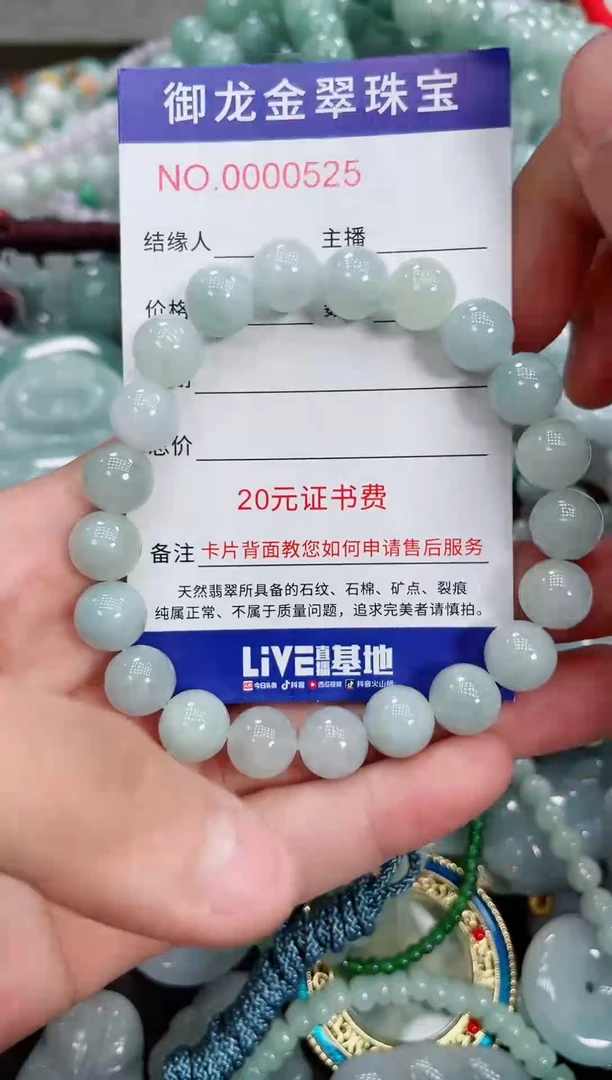 御龙金翠珠宝
NO.0000525
结缘人 主播
价格
总价
20元证书费
备注 卡片背面教您如何申请售后服务
天然翡翠所具备的石纹、石棉、矿点、裂痕
纯属正常、不属于质量问题，追求完美者请慎拍。
LiVE直播基地
今日头条 抖音 西瓜视频 抖音火山版